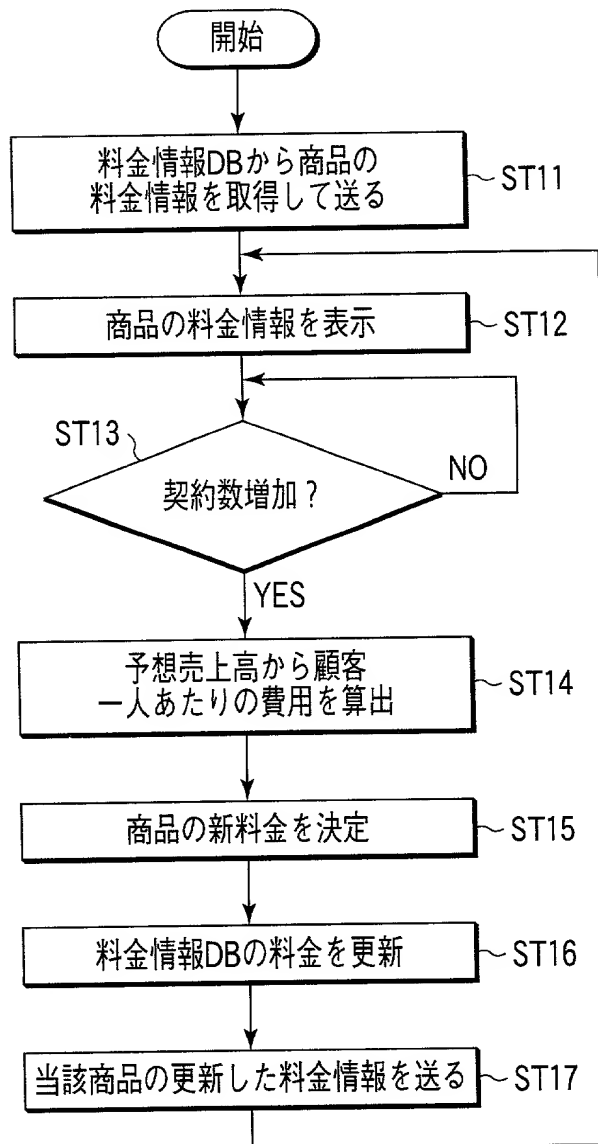 開始
料金情報DBから商品の
料金情報を取得して送る
ST11
商品の料金情報を表示
ST12
ST13
契約数増加？
NO
YES
予想売上高から顧客
一人あたりの費用を算出
ST14
商品の新料金を決定
ST15
料金情報DBの料金を更新
ST16
当該商品の更新した料金情報を送る
ST17